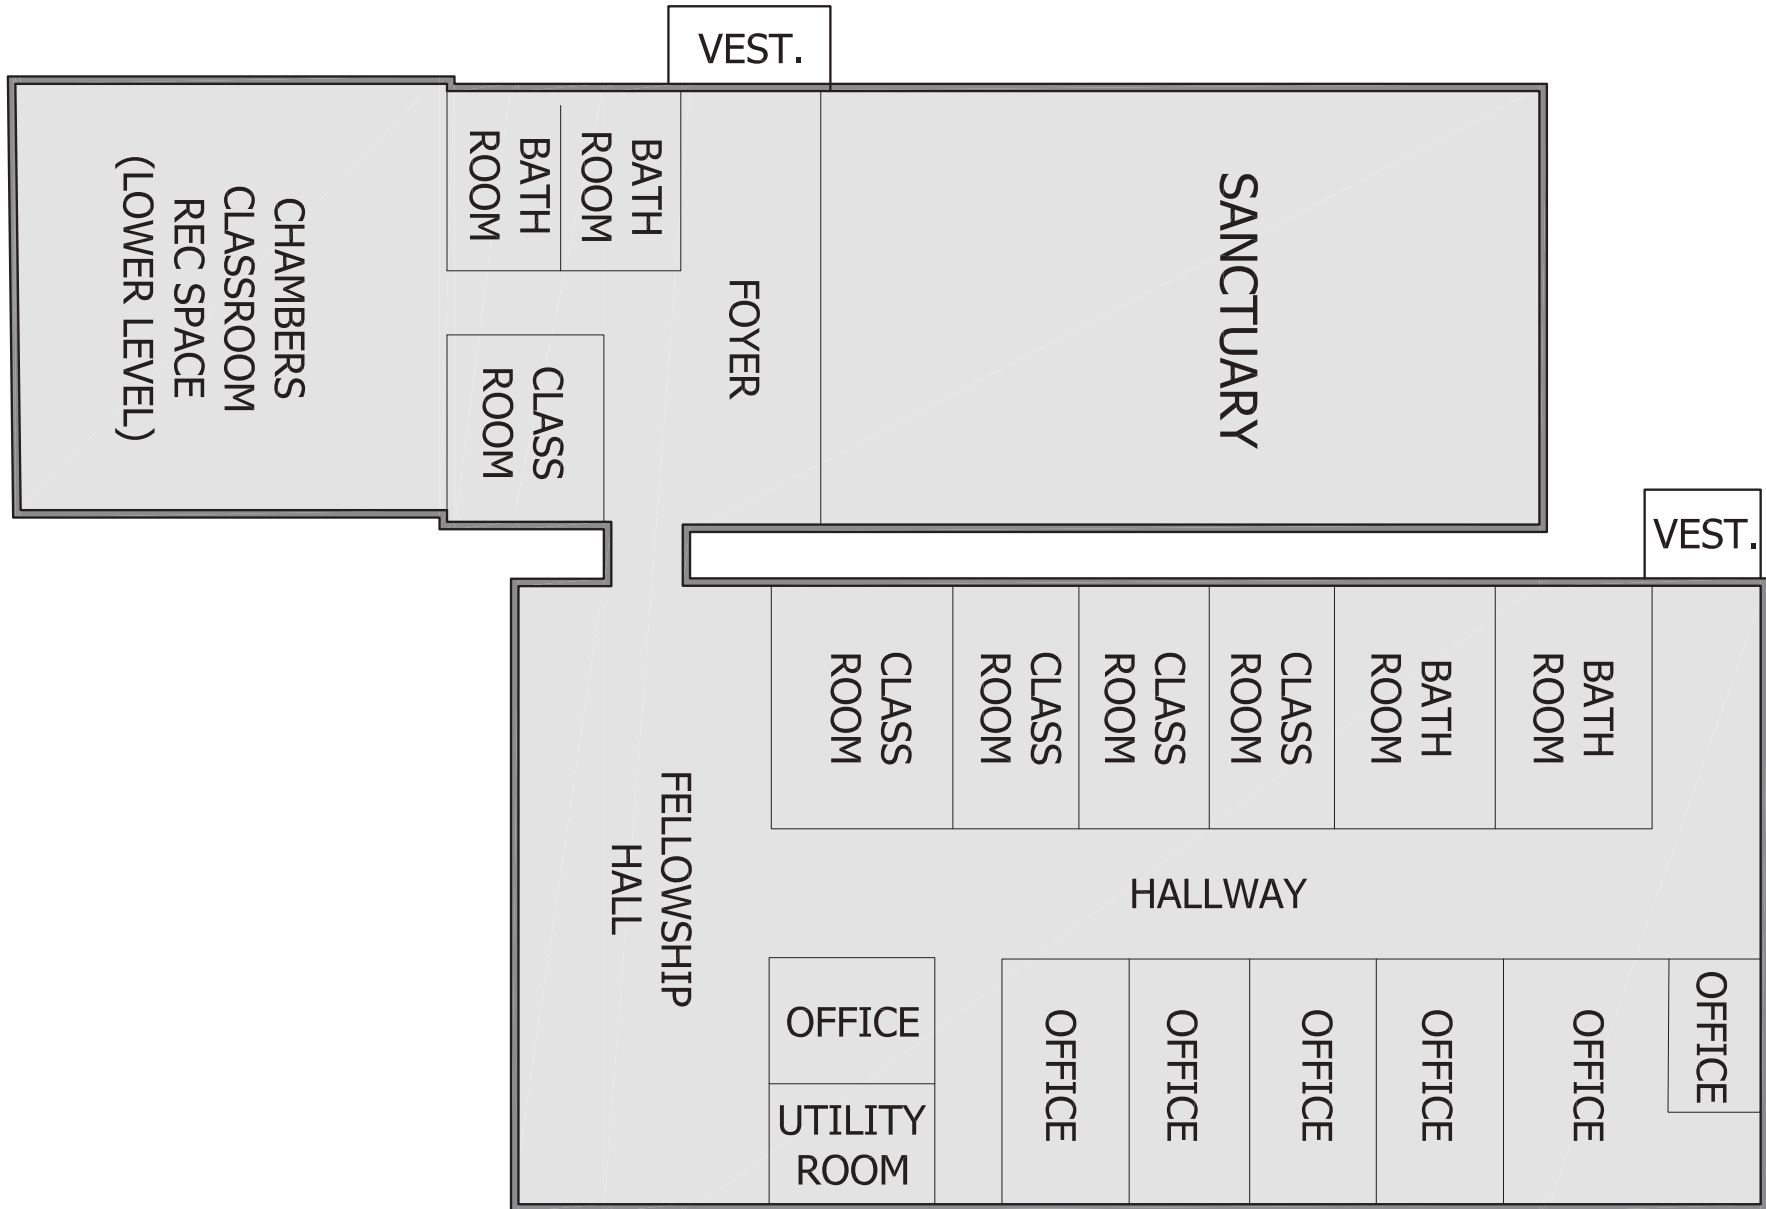 VEST.
CHAMBERS
CLASSROOM
REC SPACE
(LOWER LEVEL)
BATH
ROOM
BATH
ROOM
CLASS
ROOM
FOYER
SANCTUARY
VEST.
FELLOWSHIP
HALL
CLASS
ROOM
CLASS
ROOM
CLASS
ROOM
CLASS
ROOM
BATH
ROOM
BATH
ROOM
HALLWAY
OFFICE
UTILITY
ROOM
OFFICE
OFFICE
OFFICE
OFFICE
OFFICE
OFFICE